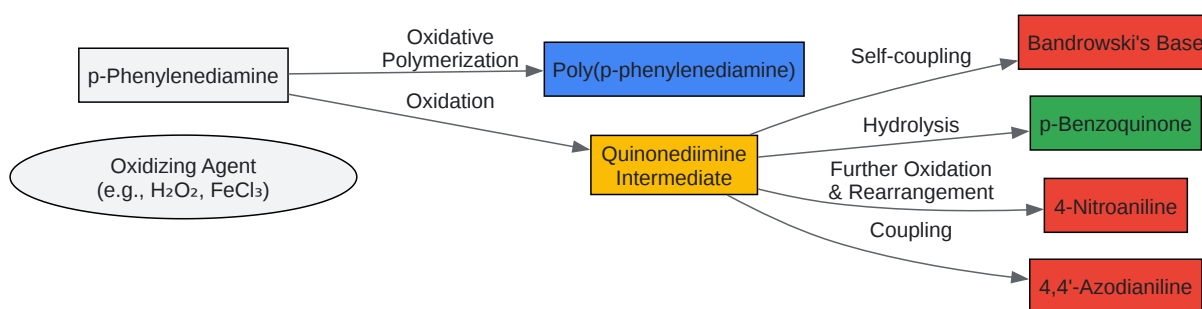 p-Phenylenediamine
Oxidizing Agent
(e.g., H₂O₂, FeCl₃)
Oxidative
Polymerization
Oxidation
Poly(p-phenylenediamine)
Quinonediimine
Intermediate
Self-coupling
Hydrolysis
Further Oxidation
& Rearrangement
Coupling
Bandrowski's Base
p-Benzoquinone
4-Nitroaniline
4,4'-Azodianiline